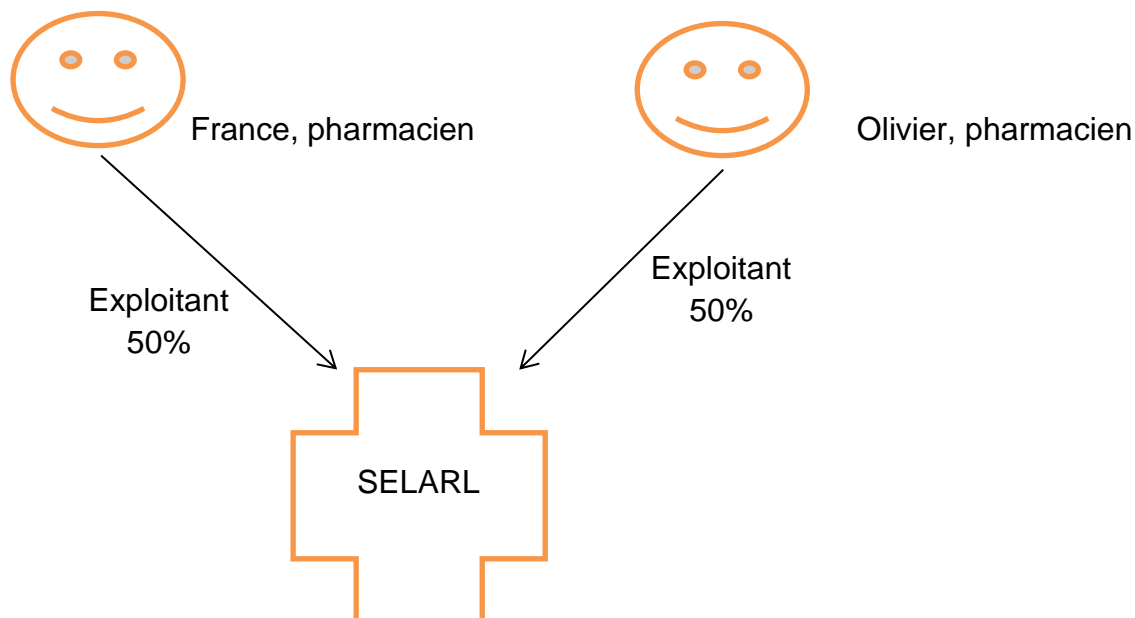 France, pharmacien
Olivier, pharmacien
Exploitant
50%
Exploitant
50%
SELARL